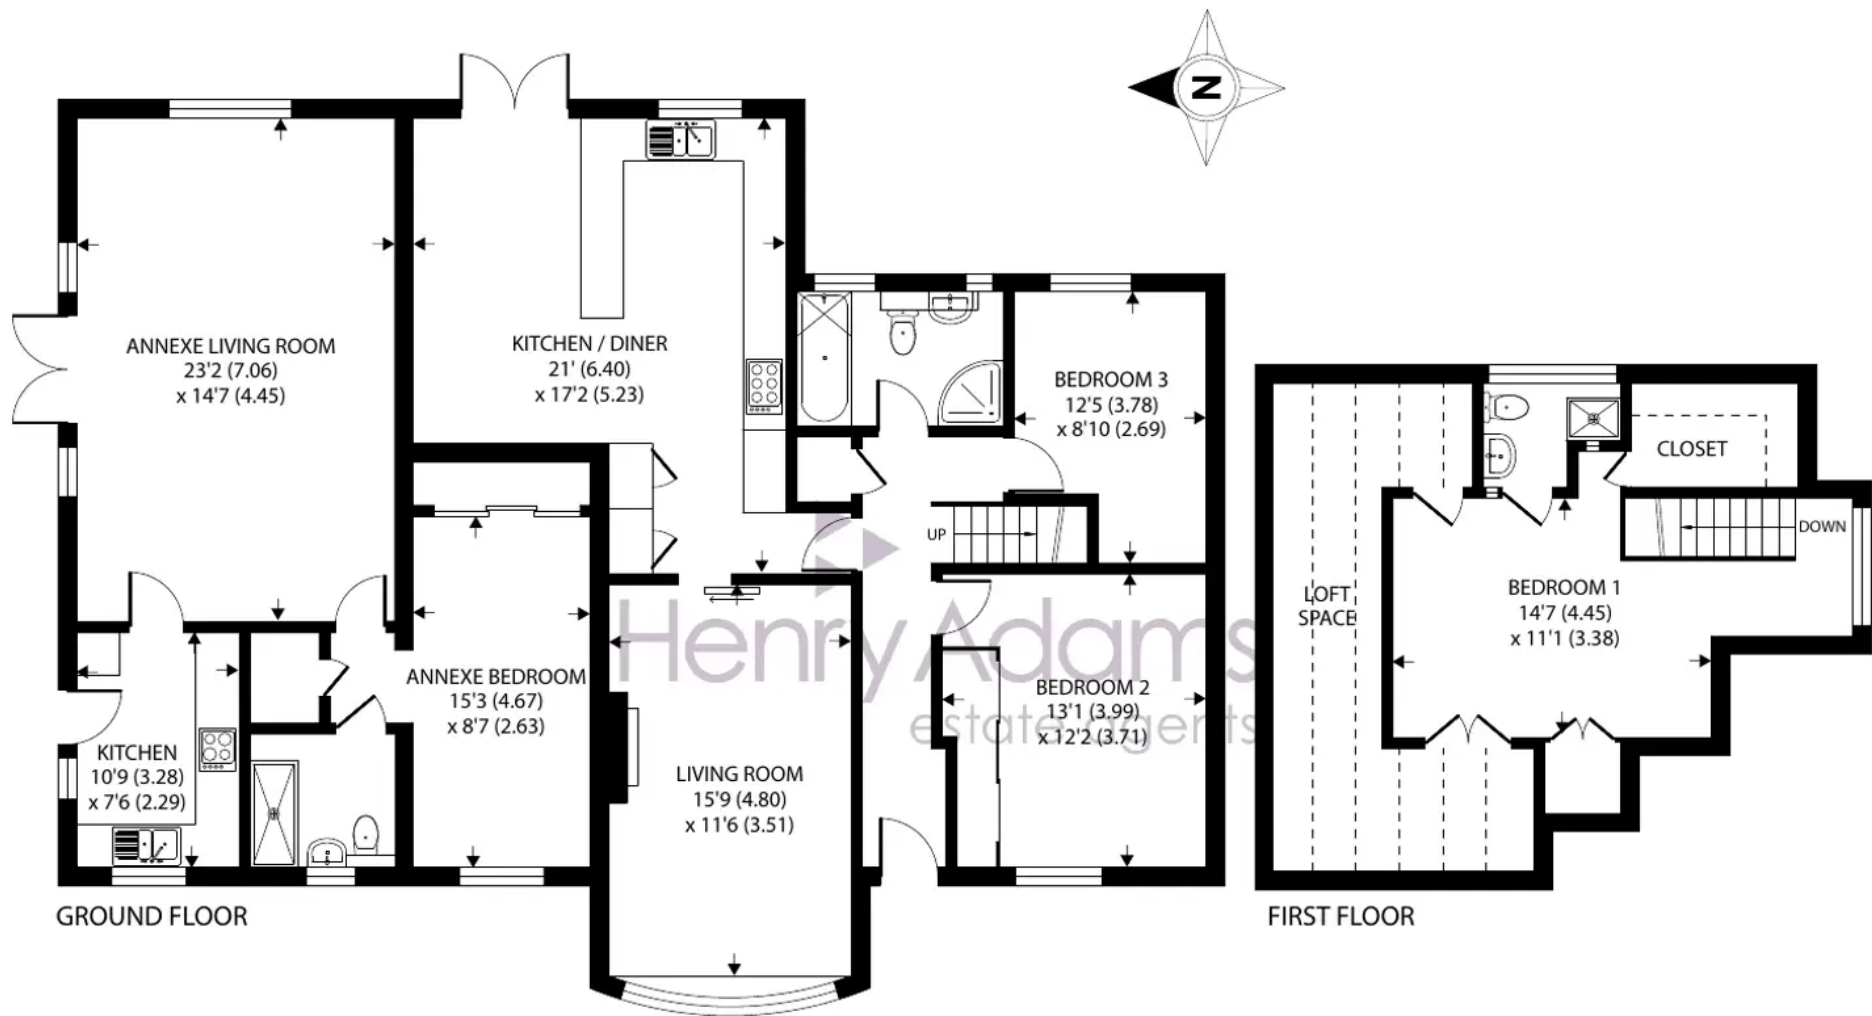 N
ANNEXE LIVING ROOM
23'2 (7.06)
x 14'7 (4.45)
KITCHEN / DINER
21' (6.40)
x 17'2 (5.23)
BEDROOM 3
12'5 (3.78)
x 8'10 (2.69)
CLOSET
UP
DOWN
LOFT
SPACE
BEDROOM 1
14'7 (4.45)
x 11'1 (3.38)
Henry Adams
estate agents
ANNEXE BEDROOM
15'3 (4.67)
x 8'7 (2.63)
BEDROOM 2
13'1 (3.99)
x 12'2 (3.71)
KITCHEN
10'9 (3.28)
x 7'6 (2.29)
LIVING ROOM
15'9 (4.80)
x 11'6 (3.51)
GROUND FLOOR
FIRST FLOOR